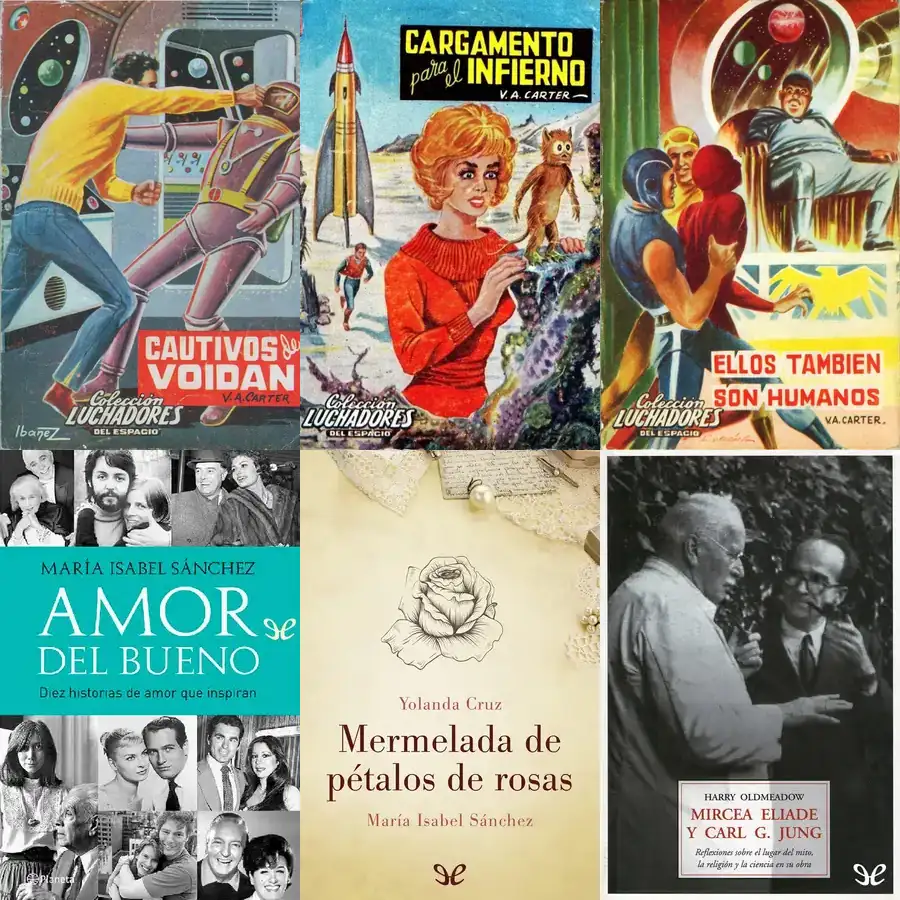 CAUTIVOS de
VOIDAN
V.A. CARTER
Colección
LUCHADORES
DEL ESPACIO
Ibañez
CARGAMENTO
para el INFIERNO
V. A. CARTER
Colección
LUCHADORES
DEL ESPACIO
ELLOS TAMBIEN
SON HUMANOS
V.A. CARTER.
Colección
LUCHADORES
DEL ESPACIO
MARÍA ISABEL SÁNCHEZ
AMOR
DEL BUENO
Diez historias de amor que inspiran
Planeta
Yolanda Cruz
Mermelada de
pétalos de rosas
María Isabel Sánchez
HARRY OLDMEADOW
MIRCEA ELIADE
Y CARL G. JUNG
Reflexiones sobre el lugar del mito,
la religión y la ciencia en su obra